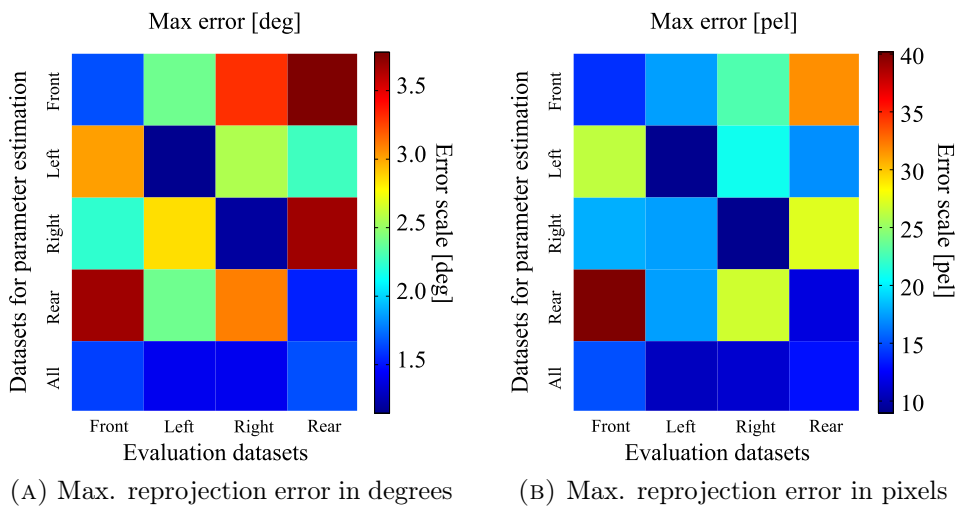 Max error [deg]
Datasets for parameter estimation
Front
Left
Right
Rear
All
Front Left Right Rear
Evaluation datasets
3.5
3.0
2.5
2.0
1.5
Error scale [deg]
(A) Max. reprojection error in degrees
Max error [pel]
Datasets for parameter estimation
Front
Left
Right
Rear
All
Front Left Right Rear
Evaluation datasets
40
35
30
25
20
15
10
Error scale [pel]
(B) Max. reprojection error in pixels